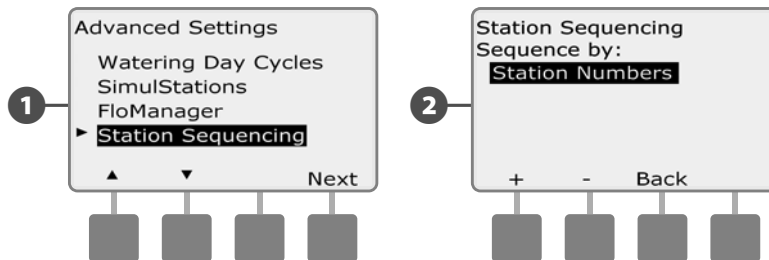 1
Advanced Settings
Watering Day Cycles
SimulStations
FloManager
► Station Sequencing
▲ ▼ Next
2
Station Sequencing
Sequence by:
Station Numbers
+ - Back